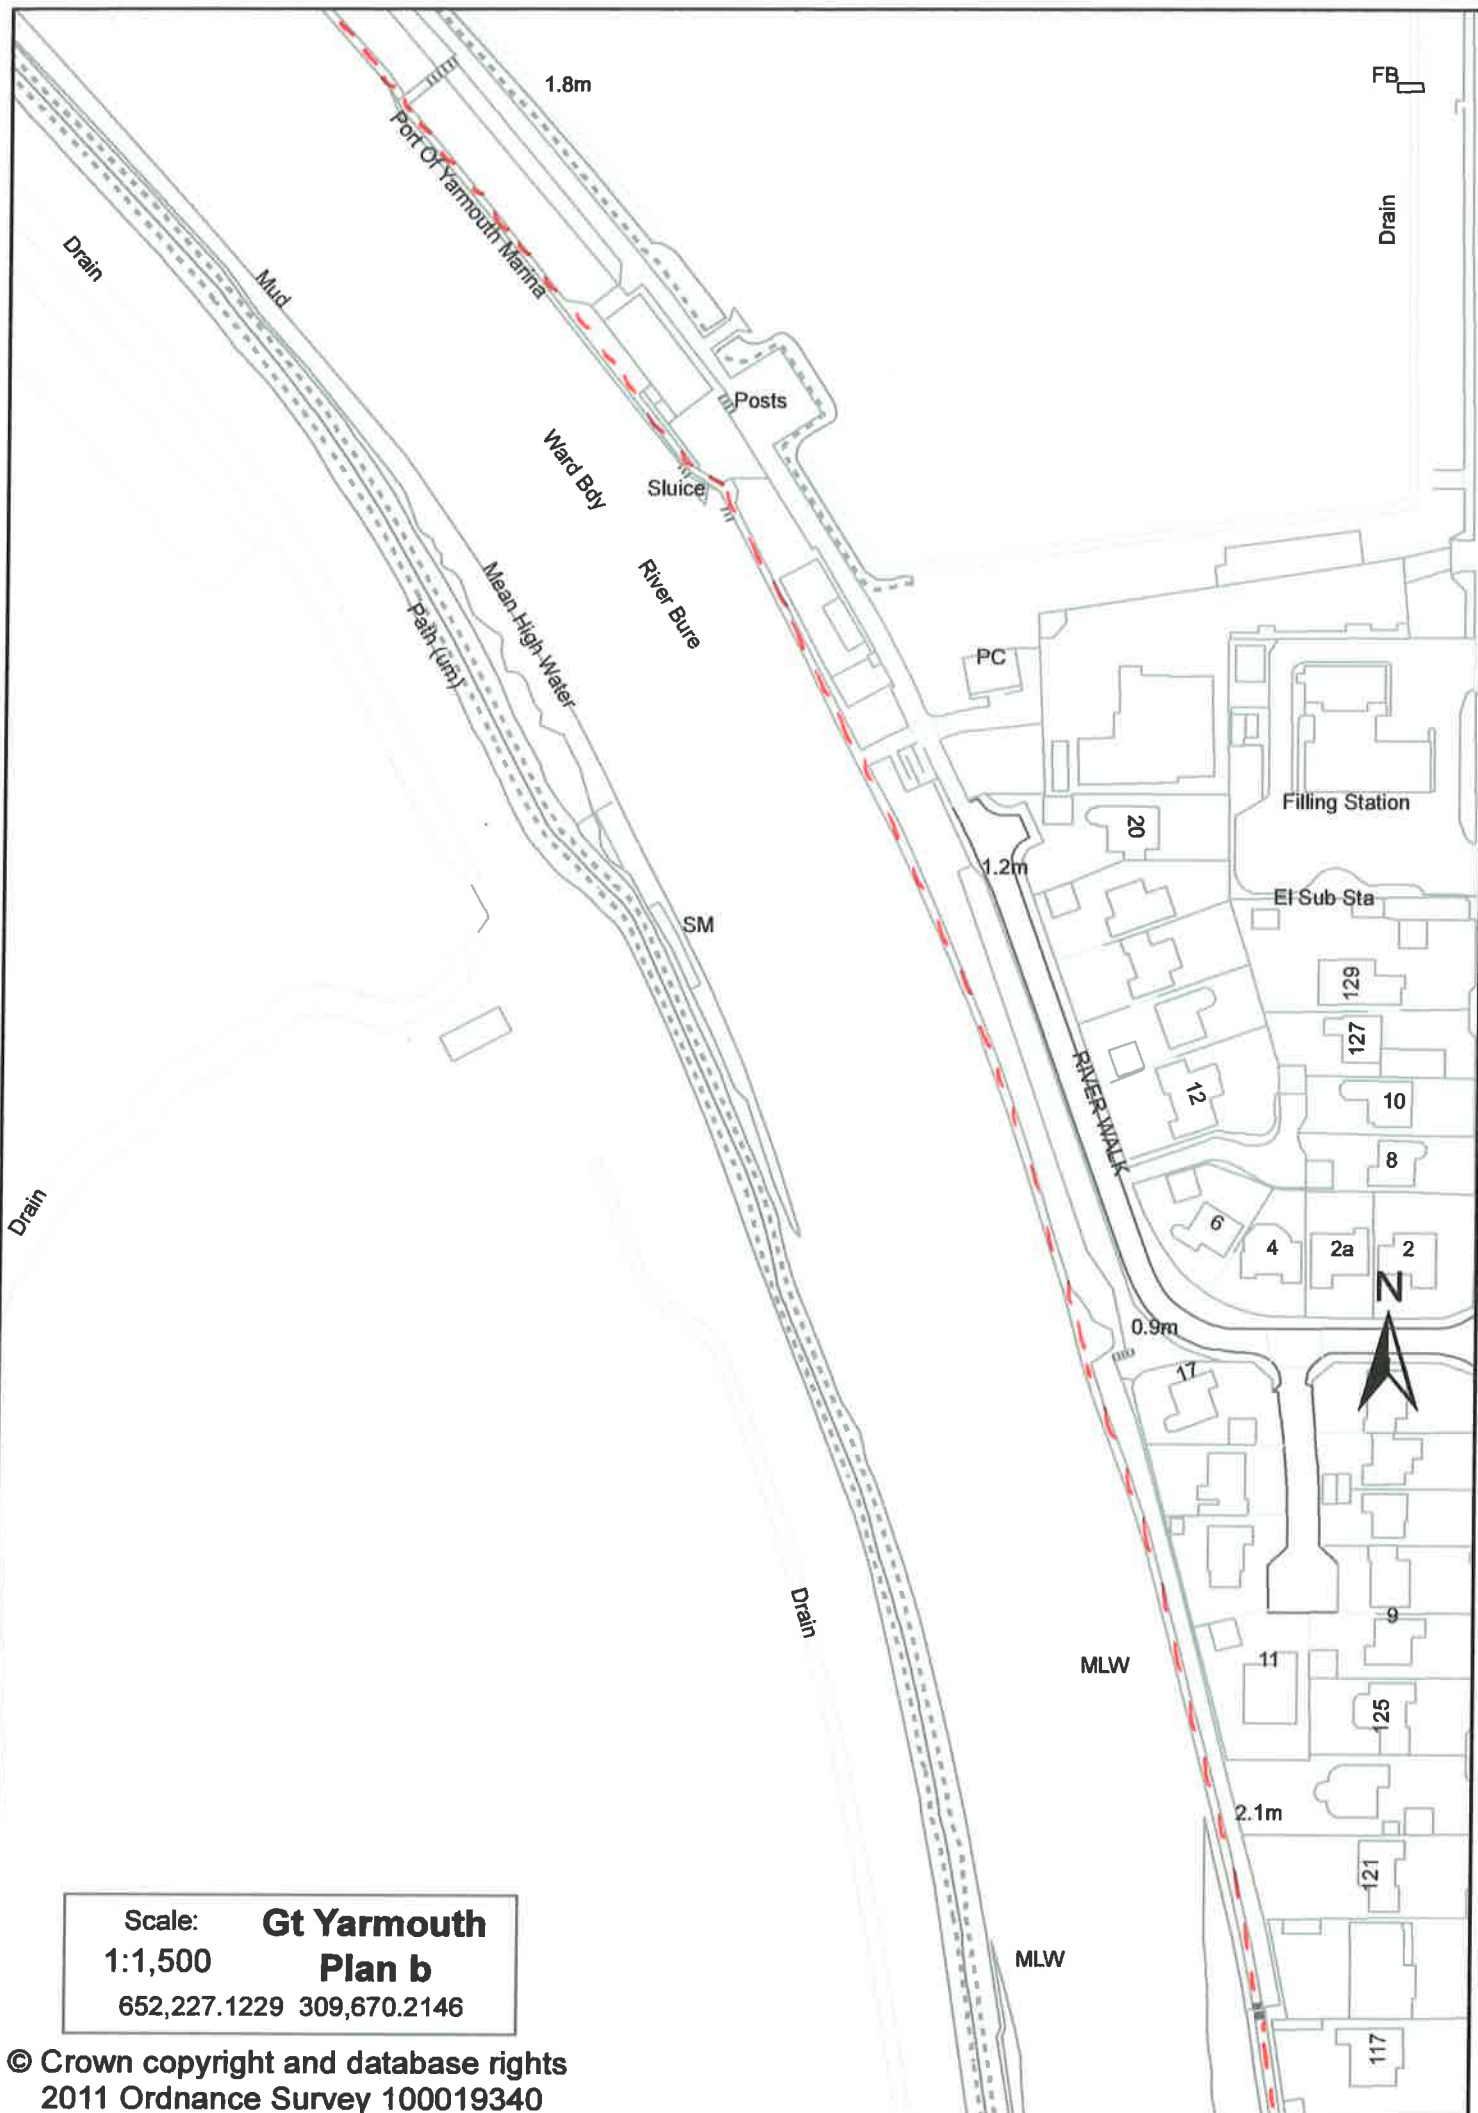 1.8m
FB
Port Of Yarmouth Marina
Drain
Drain
Mud
Posts
Ward Bdy
Sluice
Mean High Water
River Bure
Path (um)
PC
Filling Station
20
1.2m
El Sub Sta
SM
129
127
RIVER WALK
12
10
8
Drain
6
4
2a
2
N
0.9m
17
Drain
9
MLW
11
125
2.1m
121
MLW
117
Scale: Gt Yarmouth
1:1,500 Plan b
652,227.1229 309,670.2146
© Crown copyright and database rights
2011 Ordnance Survey 100019340